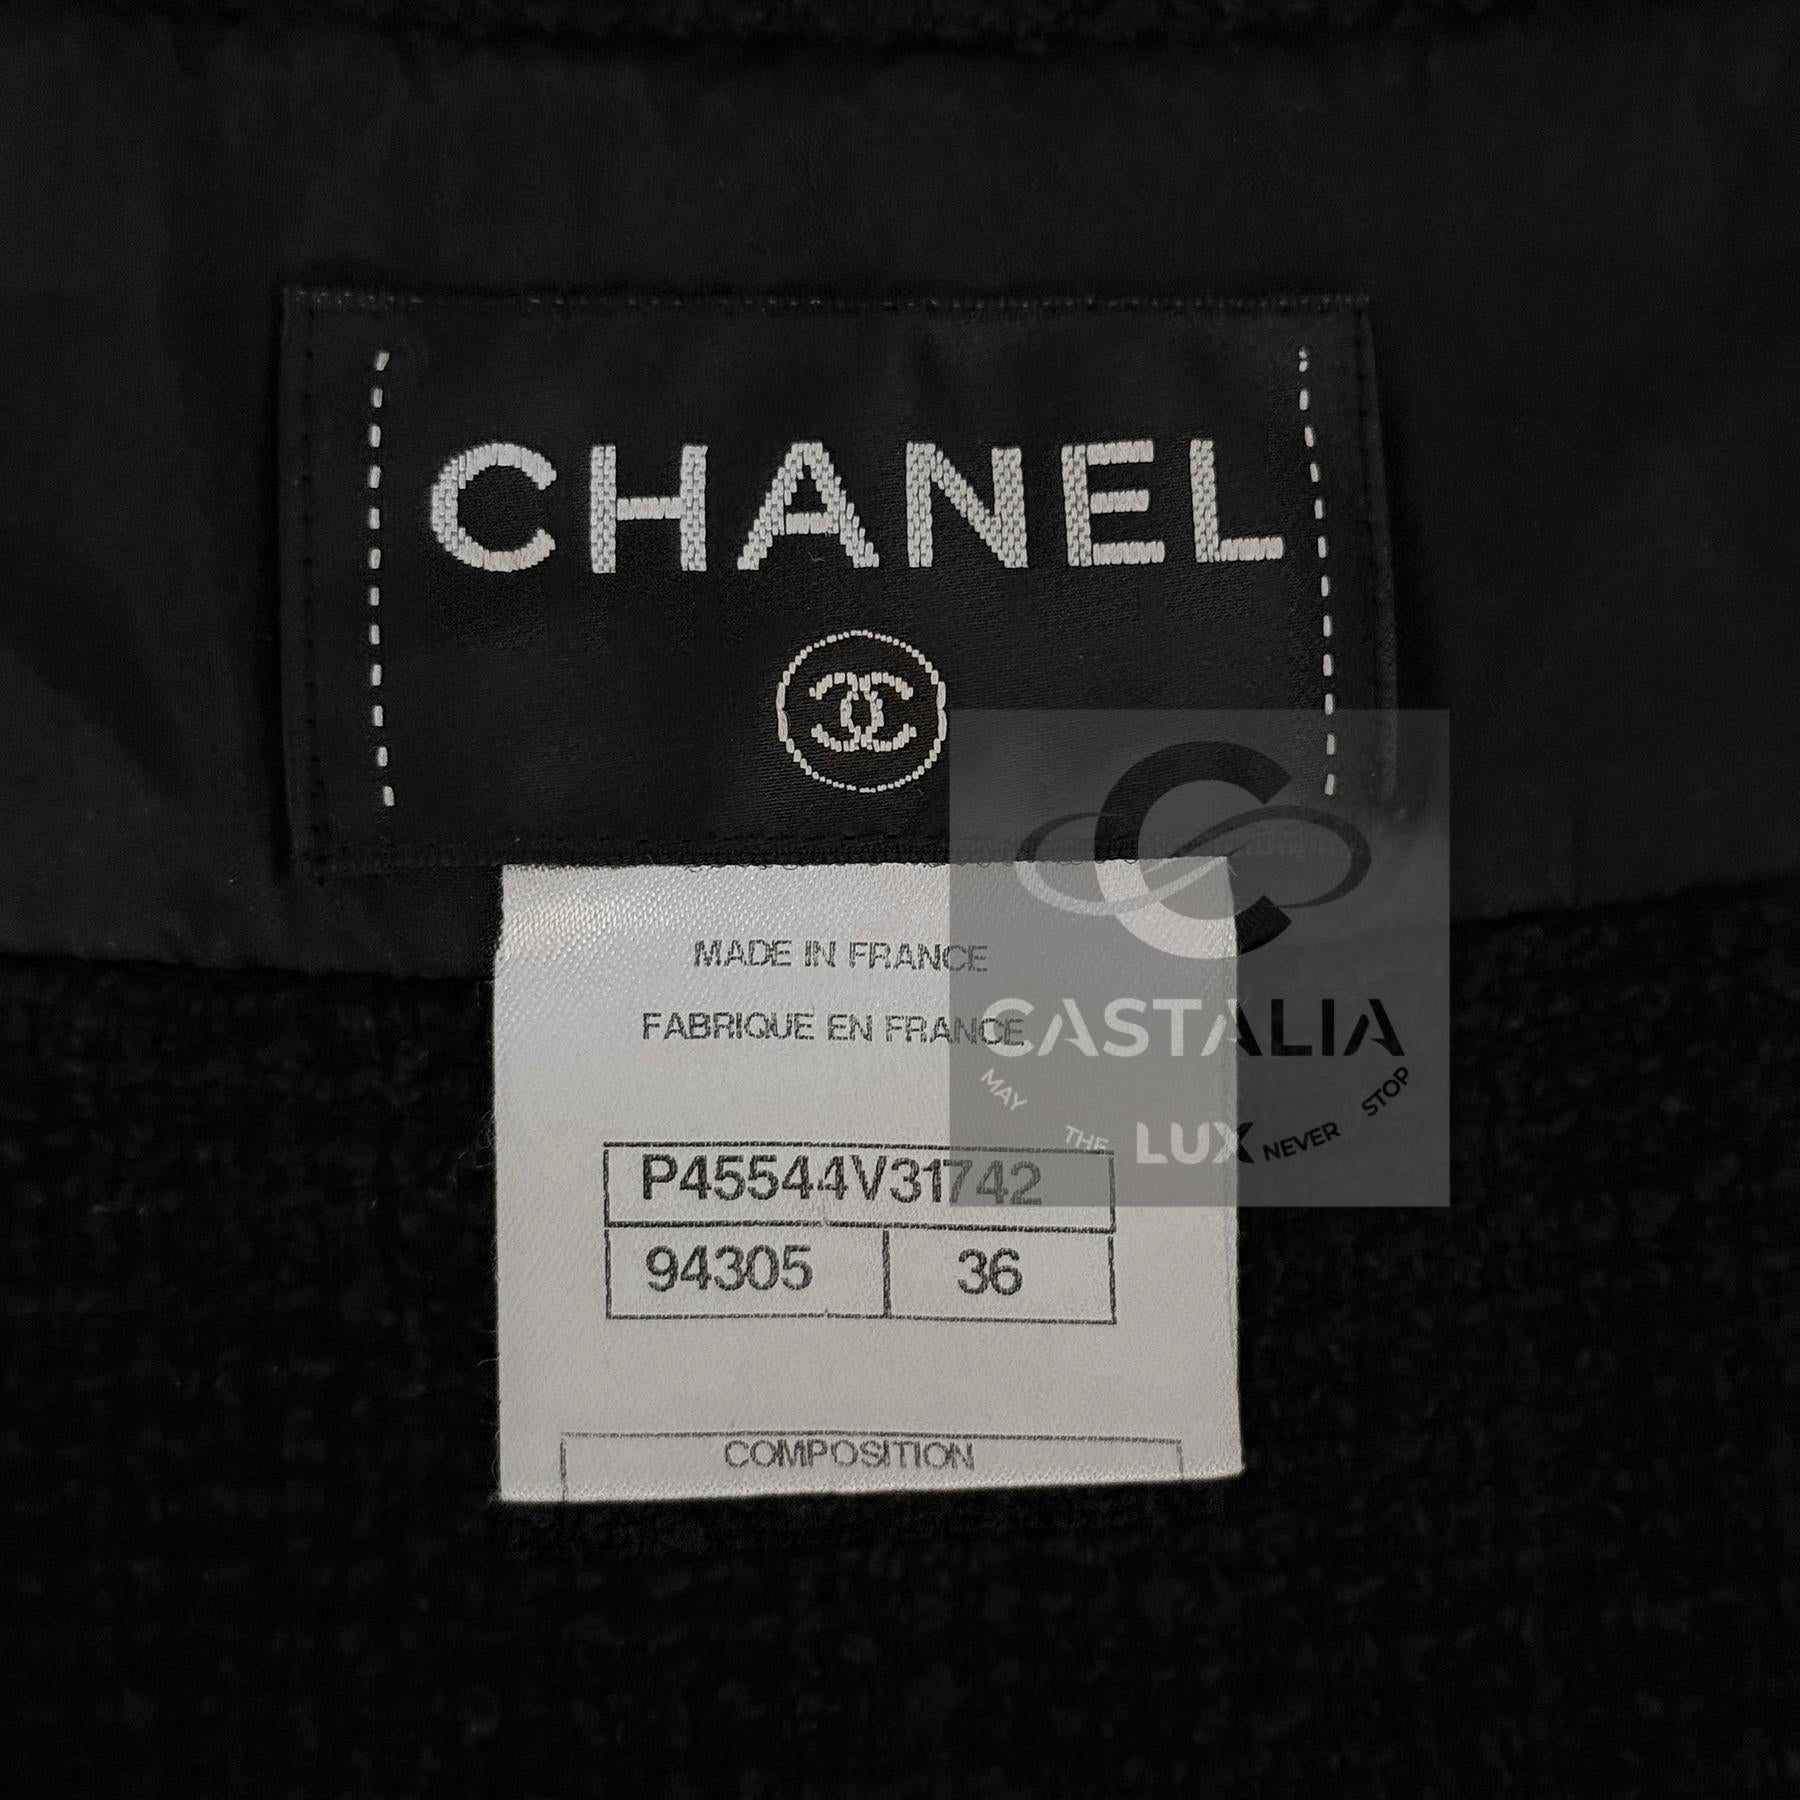 CHANEL
MADE IN FRANCE
FABRIQUE EN FRANCE
CASTALIA
MAY THE LUX NEVER STOP
P45544V31742
94305 36
COMPOSITION